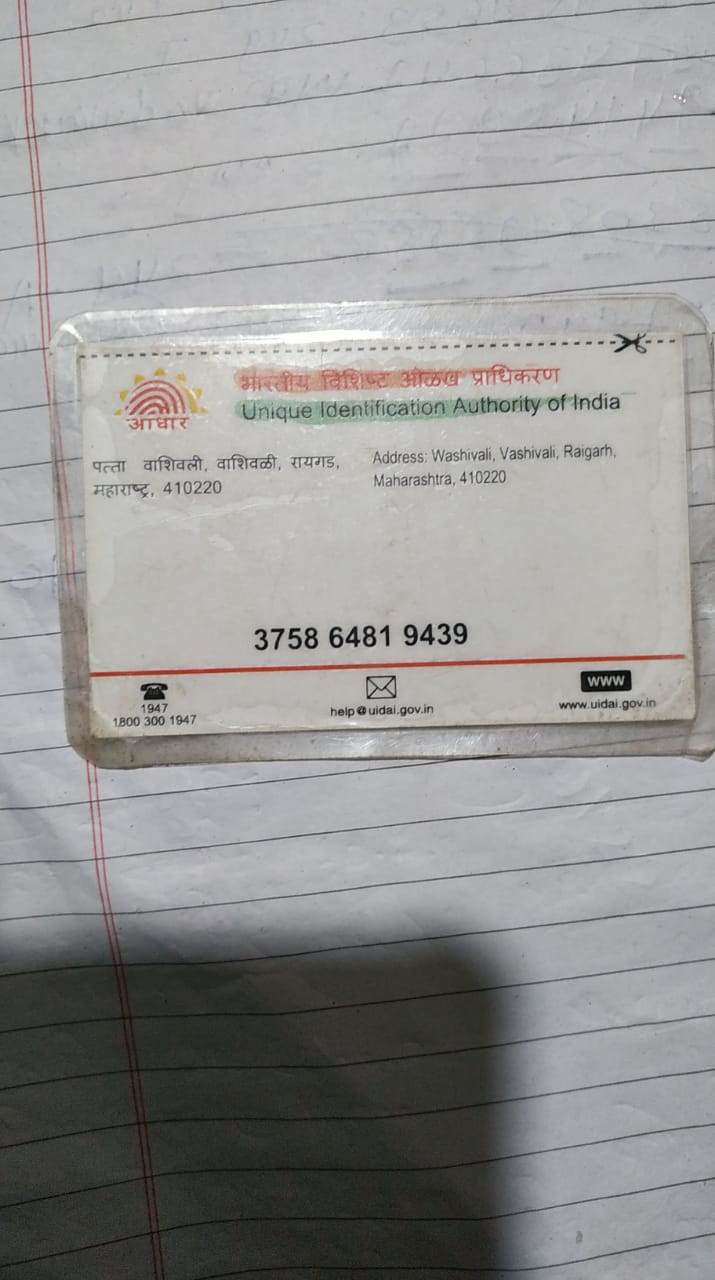 भारतीय विशिष्ट ओळख प्राधिकरण
Unique Identification Authority of India
आधार
पत्ता वाशिवली, वाशिवळी, रायगड,
महाराष्ट्र, 410220
Address: Washivali, Vashivali, Raigarh,
Maharashtra, 410220
3758 6481 9439
1947
1800 300 1947
help@uidai.gov.in
WWW
www.uidai.gov.in